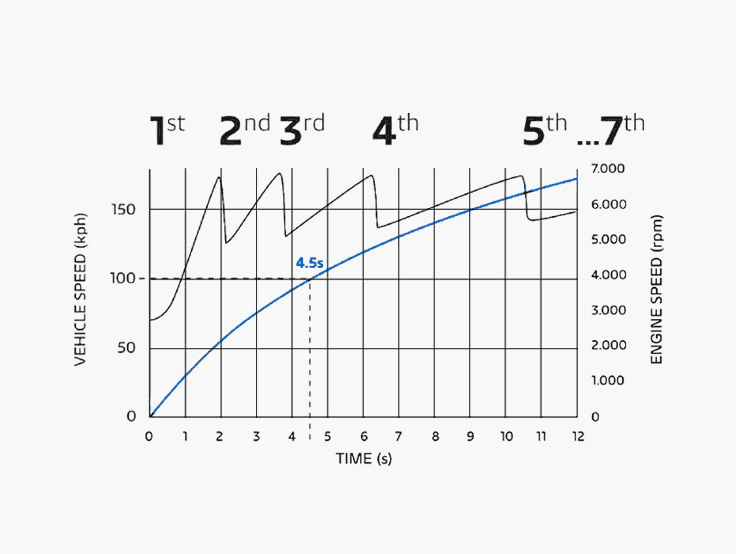 1st 2nd 3rd 4th 5th ...7th
VEHICLE SPEED (kph)
150
100
50
0
4.5s
7.000
6.000
5.000
4.000
3.000
2.000
1.000
0
ENGINE SPEED (rpm)
0 1 2 3 4 5 6 7 8 9 10 11 12
TIME (s)